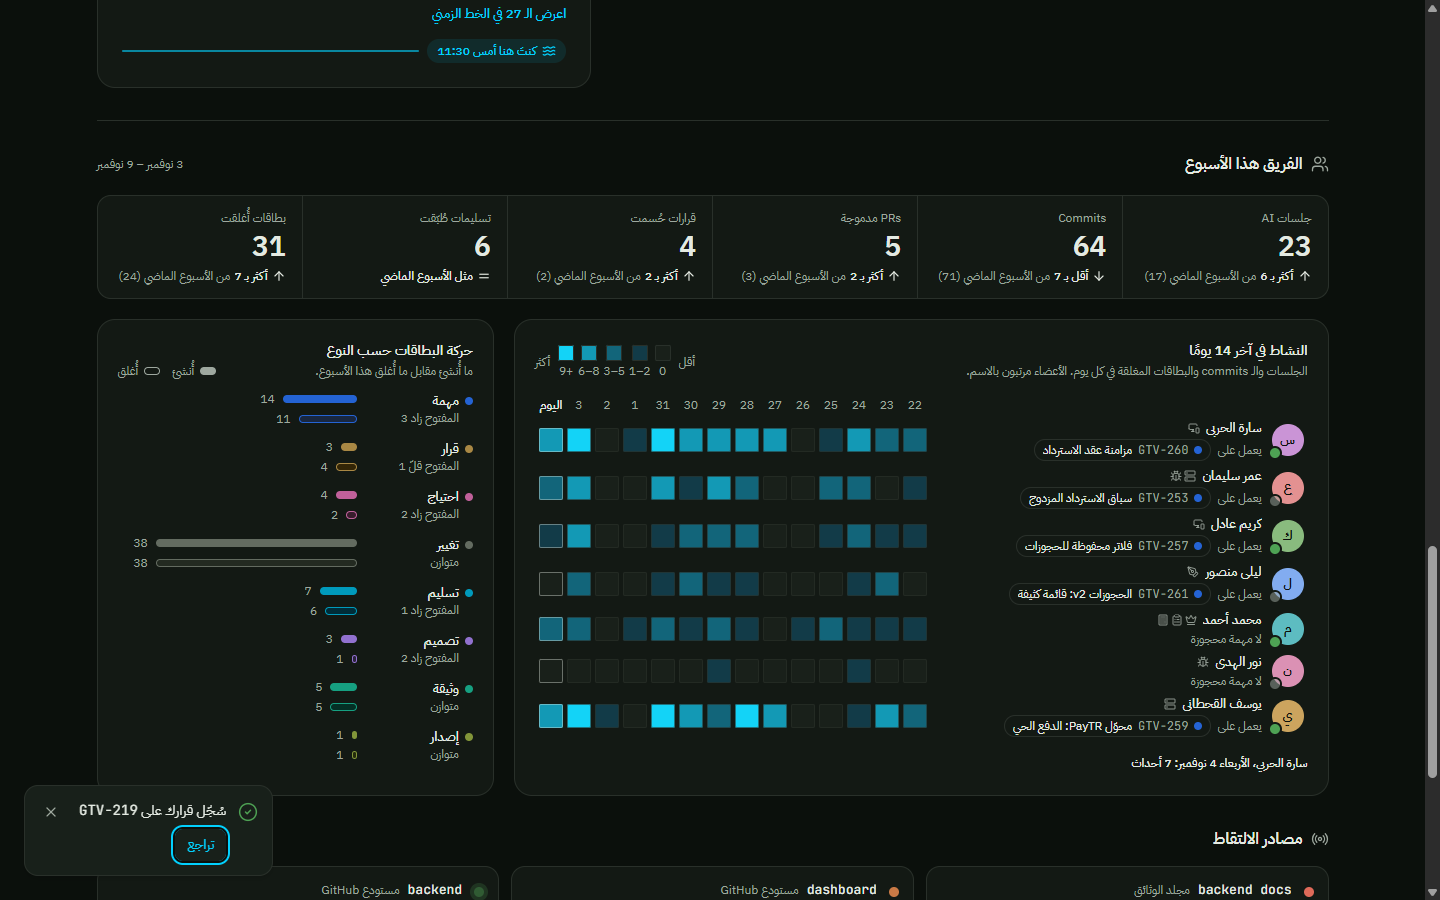 اعرض الـ 27 في الخط الزمني
كنتَ هنا أمس 11:30
الفريق هذا الأسبوع
3 نوفمبر – 9 نوفمبر
جلسات AI
23
أكثر بـ 6 من الأسبوع الماضي (17)
Commits
64
أقل بـ 7 من الأسبوع الماضي (71)
PRs مدموجة
5
أكثر بـ 2 من الأسبوع الماضي (3)
قرارات حُسمت
4
أكثر بـ 2 من الأسبوع الماضي (2)
تسليمات طُبّقت
6
مثل الأسبوع الماضي
بطاقات أُغلقت
31
أكثر بـ 7 من الأسبوع الماضي (24)
النشاط في آخر 14 يومًا
الجلسات والـ commits والبطاقات المغلقة في كل يوم. الأعضاء مرتبون بالاسم.
أقل
0
1–2
3–5
6–8
9+
أكثر
22 23 24 25 26 27 28 29 30 31 1 2 3 اليوم
س
سارة الحربي
يعمل على GTV-260 مزامنة عقد الاسترداد
ع
عمر سليمان
يعمل على GTV-253 سباق الاسترداد المزدوج
ك
كريم عادل
يعمل على GTV-257 فلاتر محفوظة للحجوزات
ل
ليلى منصور
يعمل على GTV-261 الحجوزات v2: قائمة كثيفة
م
محمد أحمد
لا مهمة محجوزة
ن
نور الهدى
لا مهمة محجوزة
ي
يوسف القحطاني
يعمل على GTV-259 محوّل PayTR: الدفع الحي
سارة الحربي، الأربعاء 4 نوفمبر: 7 أحداث
حركة البطاقات حسب النوع
ما أُنشئ مقابل ما أُغلق هذا الأسبوع.
أُنشئ
أُغلق
مهمة
14
المفتوح زاد 3
11
قرار
3
المفتوح قلّ 1
4
احتياج
4
المفتوح زاد 2
2
تغيير
38
متوازن
38
تسليم
7
المفتوح زاد 1
6
تصميم
3
المفتوح زاد 2
1
وثيقة
5
متوازن
5
إصدار
1
متوازن
1
سُجّل قرارك على GTV-219
تراجع
مصادر الالتقاط
backend docs مجلد الوثائق
dashboard مستودع GitHub
backend مستودع GitHub